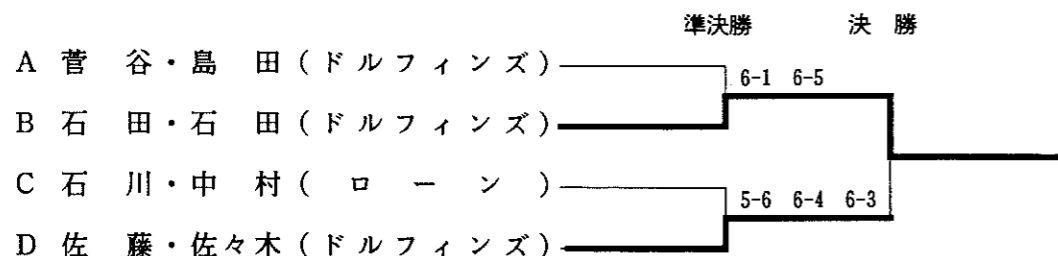 準決勝 決勝
A 菅谷・島田(ドルフィンズ)
6-1 6-5
B 石田・石田(ドルフィンズ)
C 石川・中村(ローン)
5-6 6-4 6-3
D 佐藤・佐々木(ドルフィンズ)